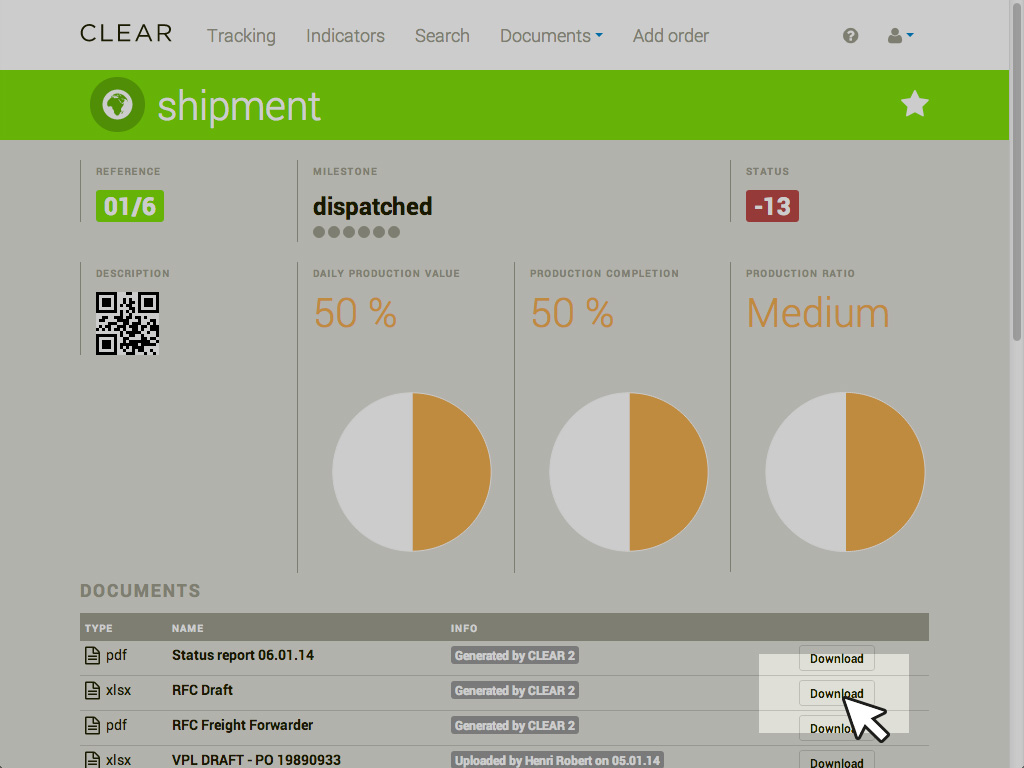 CLEAR Tracking Indicators Search Documents Add order ?
shipment
REFERENCE MILESTONE STATUS
01/6 dispatched -13
DESCRIPTION DAILY PRODUCTION VALUE PRODUCTION COMPLETION PRODUCTION RATIO
50 % 50 % Medium
DOCUMENTS
TYPE NAME INFO
pdf Status report 06.01.14 Generated by CLEAR 2 Download
xlsx RFC Draft Generated by CLEAR 2 Download
pdf RFC Freight Forwarder Generated by CLEAR 2
xlsx VPL DRAFT - PO 19890933 Uploaded by Henri Robert on 05.01.14 Download